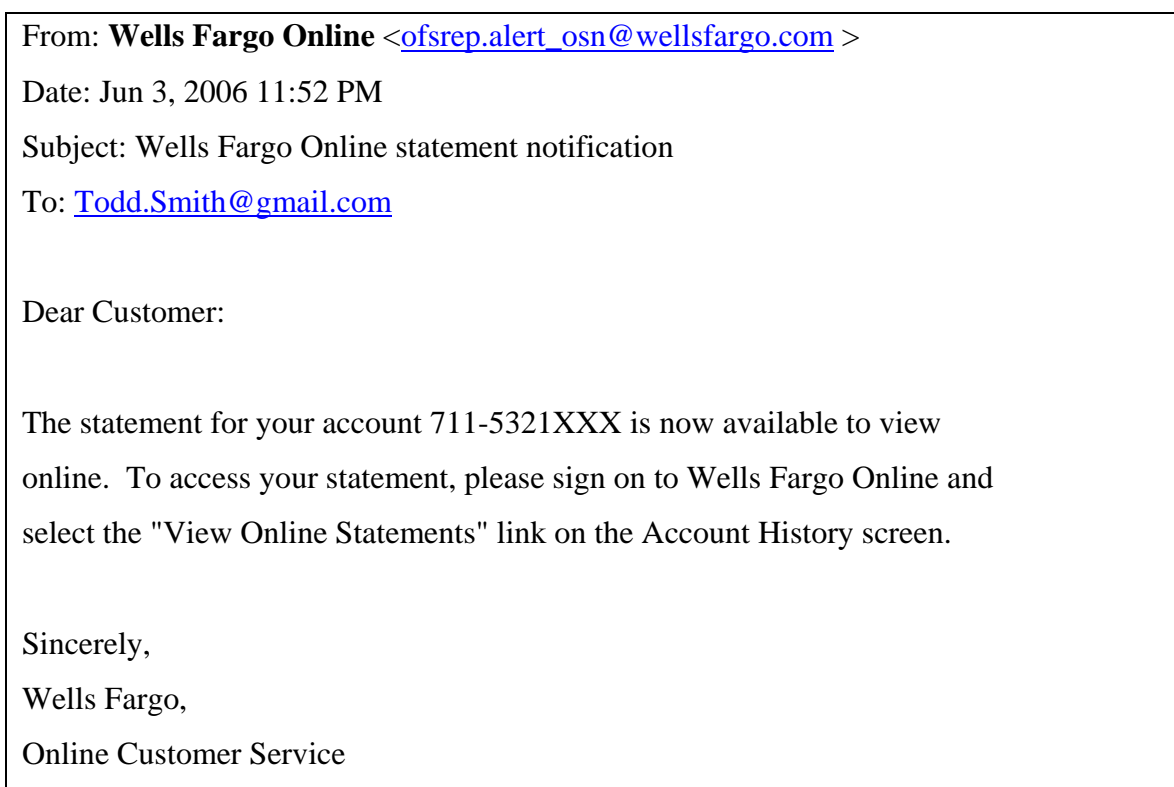 From: Wells Fargo Online <ofsrep.alert_osn@wellsfargo.com >
Date: Jun 3, 2006 11:52 PM
Subject: Wells Fargo Online statement notification
To: Todd.Smith@gmail.com
Dear Customer:
The statement for your account 711-5321XXX is now available to view
online.  To access your statement, please sign on to Wells Fargo Online and
select the "View Online Statements" link on the Account History screen.
Sincerely,
Wells Fargo,
Online Customer Service